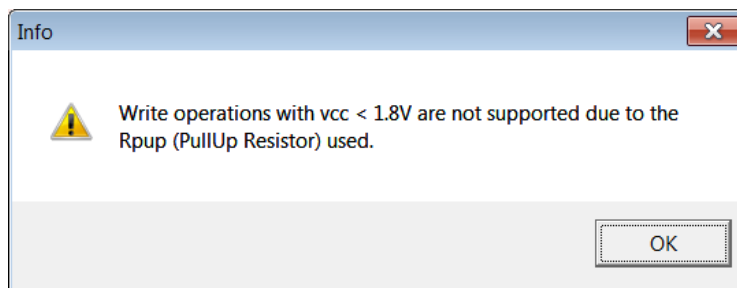 Info
Write operations with vcc < 1.8V are not supported due to the
Rpup (PullUp Resistor) used.
OK